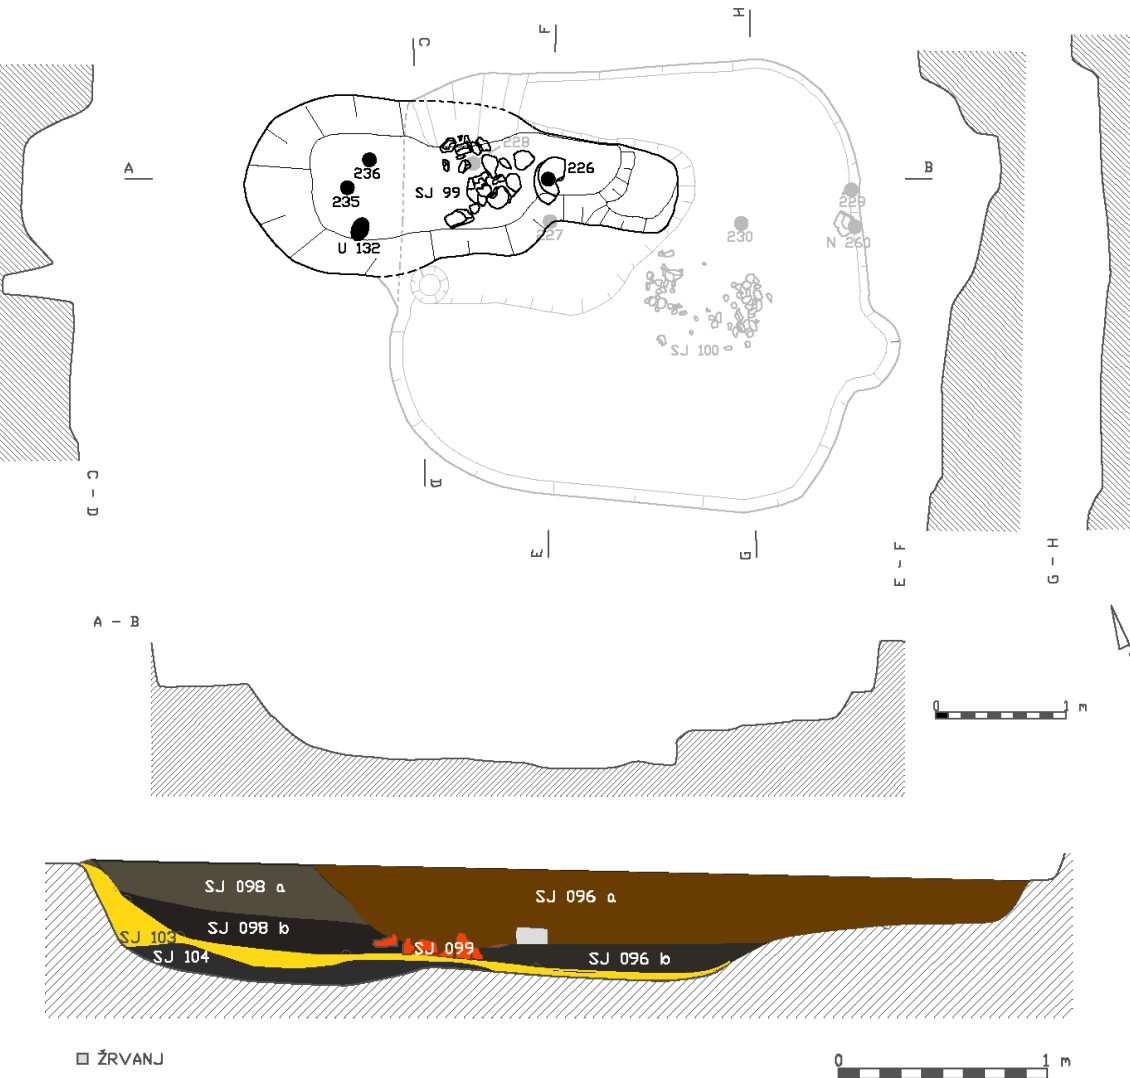 H
F
C
A
B
228
226
236
SJ 99
235
229
227
230
U 132
N 260
SJ 100
D
C - D
E
G
E - F
G - H
A - B
0 1 m
SJ 098 a
SJ 096 a
SJ 098 b
SJ 103
SJ 099
SJ 104
SJ 096 b
ŽRVANJ
0 1 m